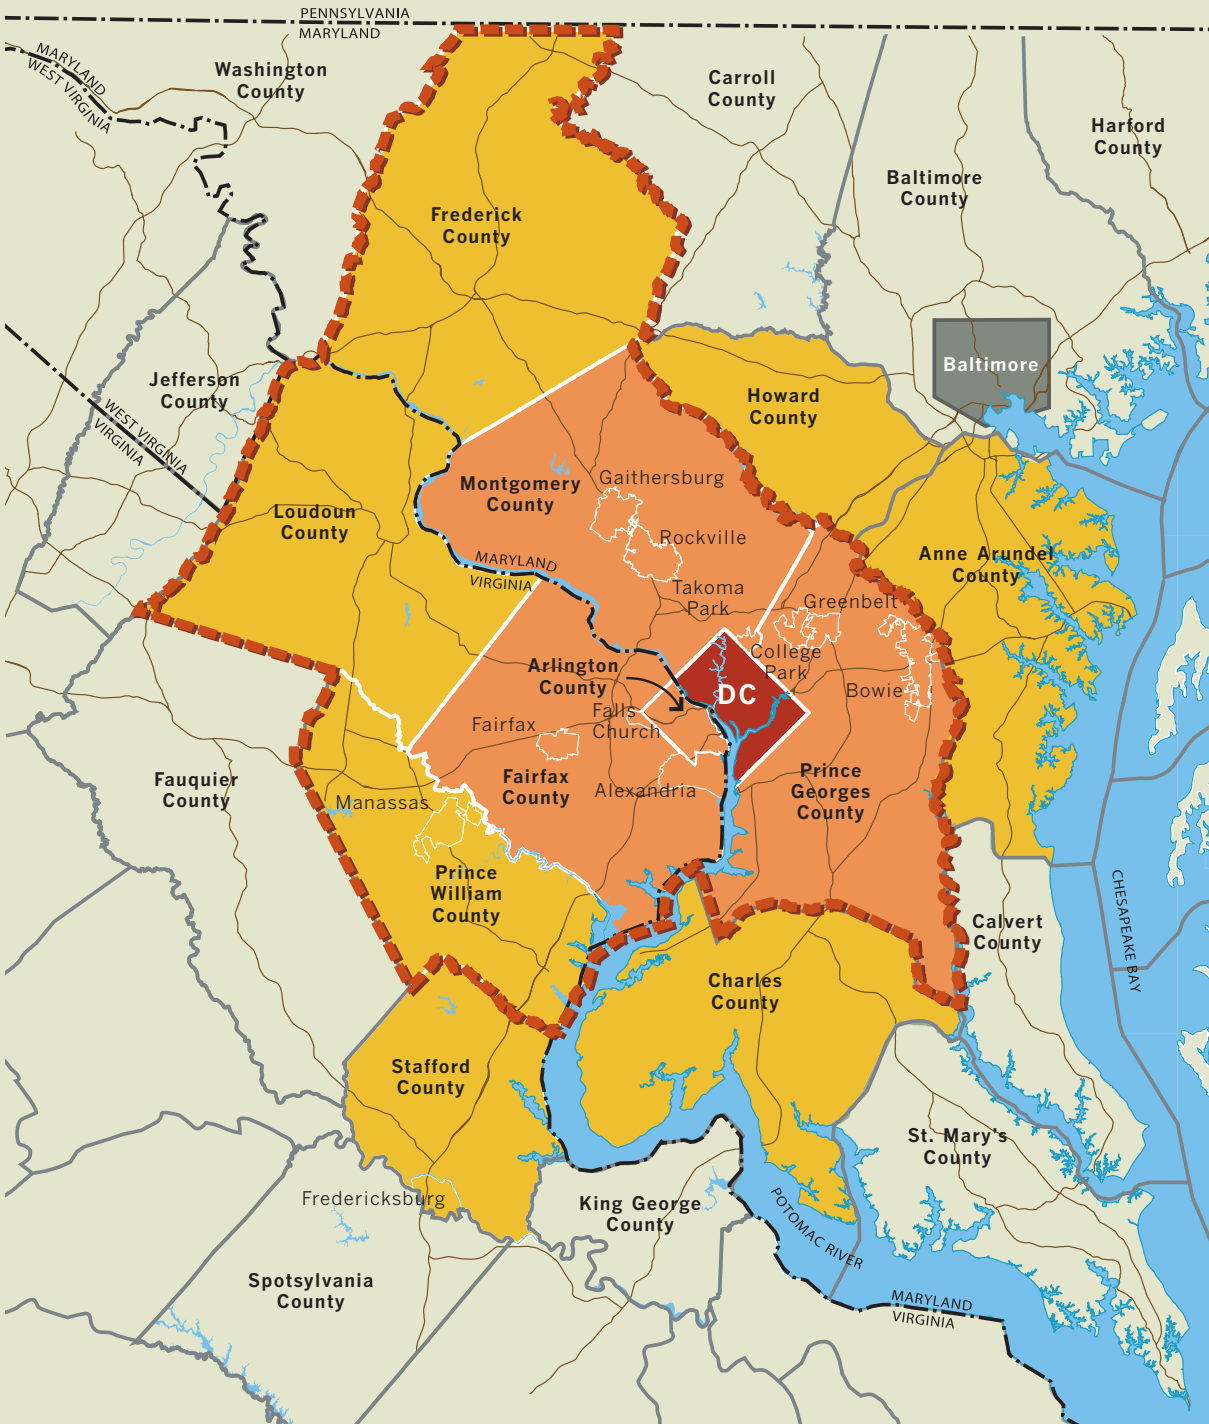 PENNSYLVANIA
MARYLAND
MARYLAND
WEST VIRGINIA
Washington
County
Carroll
County
Harford
County
Baltimore
County
Frederick
County
Baltimore
Jefferson
County
WEST VIRGINIA
VIRGINIA
Howard
County
Montgomery
County
Gaithersburg
Rockville
Loudoun
County
MARYLAND
VIRGINIA
Anne Arundel
County
Takoma
Park
Greenbelt
College
Park
Arlington
County
DC
Bowie
Falls
Church
Fairfax
Fairfax
County
Alexandria
Prince
Georges
County
Fauquier
County
Manassas
Prince
William
County
CHESAPEAKE BAY
Calvert
County
Charles
County
Stafford
County
St. Mary's
County
Fredericksburg
King George
County
POTOMAC RIVER
Spotsylvania
County
MARYLAND
VIRGINIA